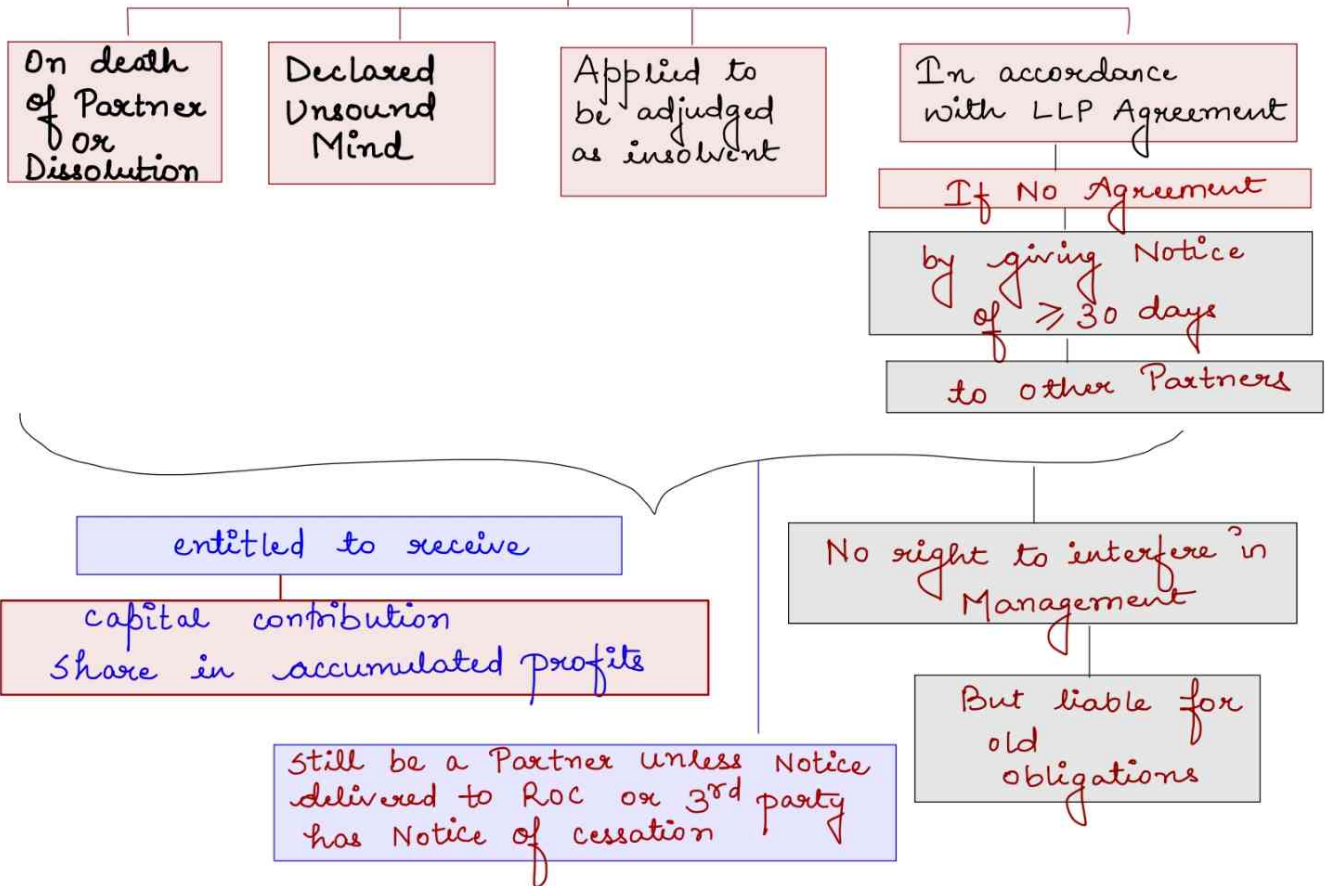 On death
of Partner
or
Dissolution
Declared
Unsound
Mind
Applied to
be adjudged
as insolvent
In accordance
with LLP Agreement
If No Agreement
by giving Notice
of ⩾ 30 days
to other Partners
entitled to receive
capital contribution
share in accumulated profits
No right to interfere in
Management
But liable for
old
obligations
Still be a Partner unless Notice
delivered to ROC or 3rd party
has Notice of cessation